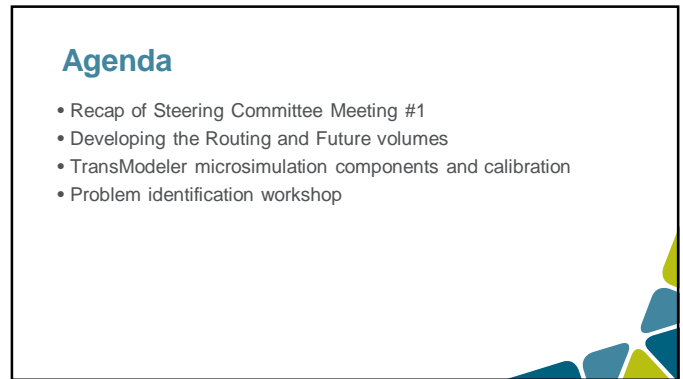 Agenda
• Recap of Steering Committee Meeting #1
• Developing the Routing and Future volumes
• TransModeler microsimulation components and calibration
• Problem identification workshop